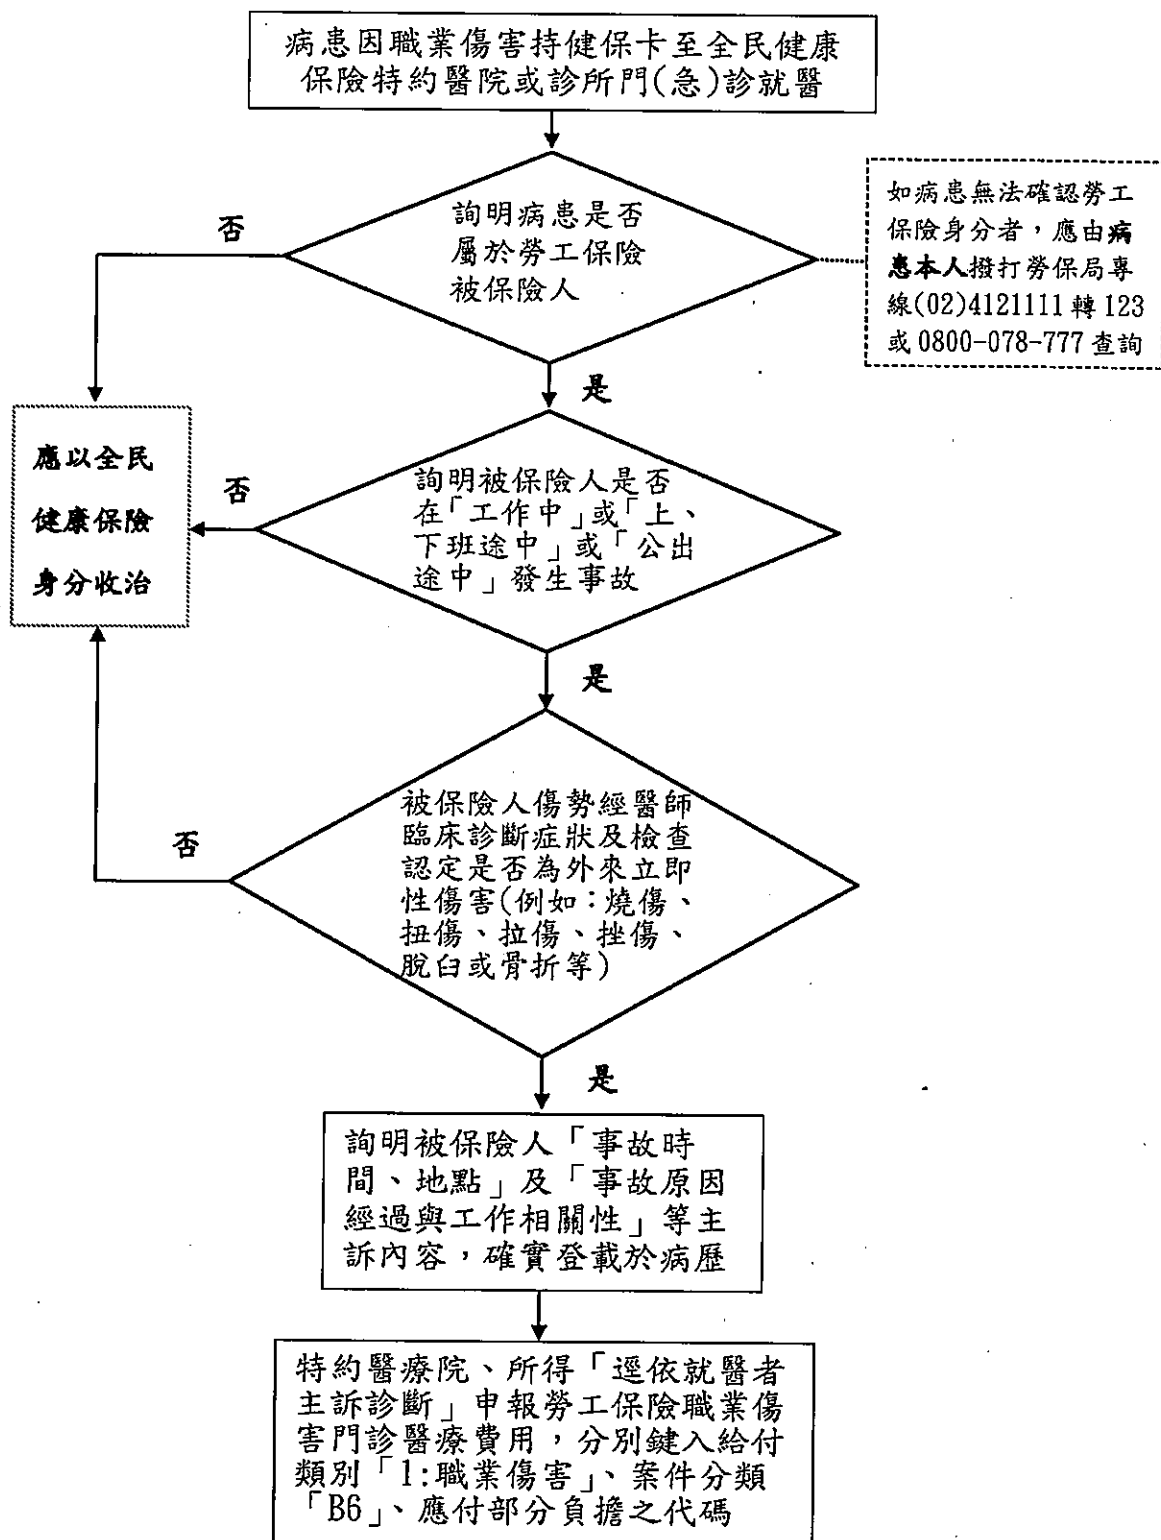 病患因職業傷害持健保卡至全民健康
保險特約醫院或診所門(急)診就醫
詢明病患是否
屬於勞工保險
被保險人
否
如病患無法確認勞工
保險身分者，應由病
患本人撥打勞保局專
線(02)4121111轉123
或0800-078-777查詢
是
應以全民
健康保險
身分收治
否
詢明被保險人是否
在「工作中」或「上、
下班途中」或「公出
途中」發生事故
是
否
被保險人傷勢經醫師
臨床診斷症狀及檢查
認定是否為外來立即
性傷害(例如：燒傷、
扭傷、拉傷、挫傷、
脫臼或骨折等)
是
詢明被保險人「事故時
間、地點」及「事故原因
經過與工作相關性」等主
訴內容，確實登載於病歷
特約醫療院、所得「逕依就醫者
主訴診斷」申報勞工保險職業傷
害門診醫療費用，分別鍵入給付
類別「1:職業傷害」、案件分類
「B6」、應付部分負擔之代碼